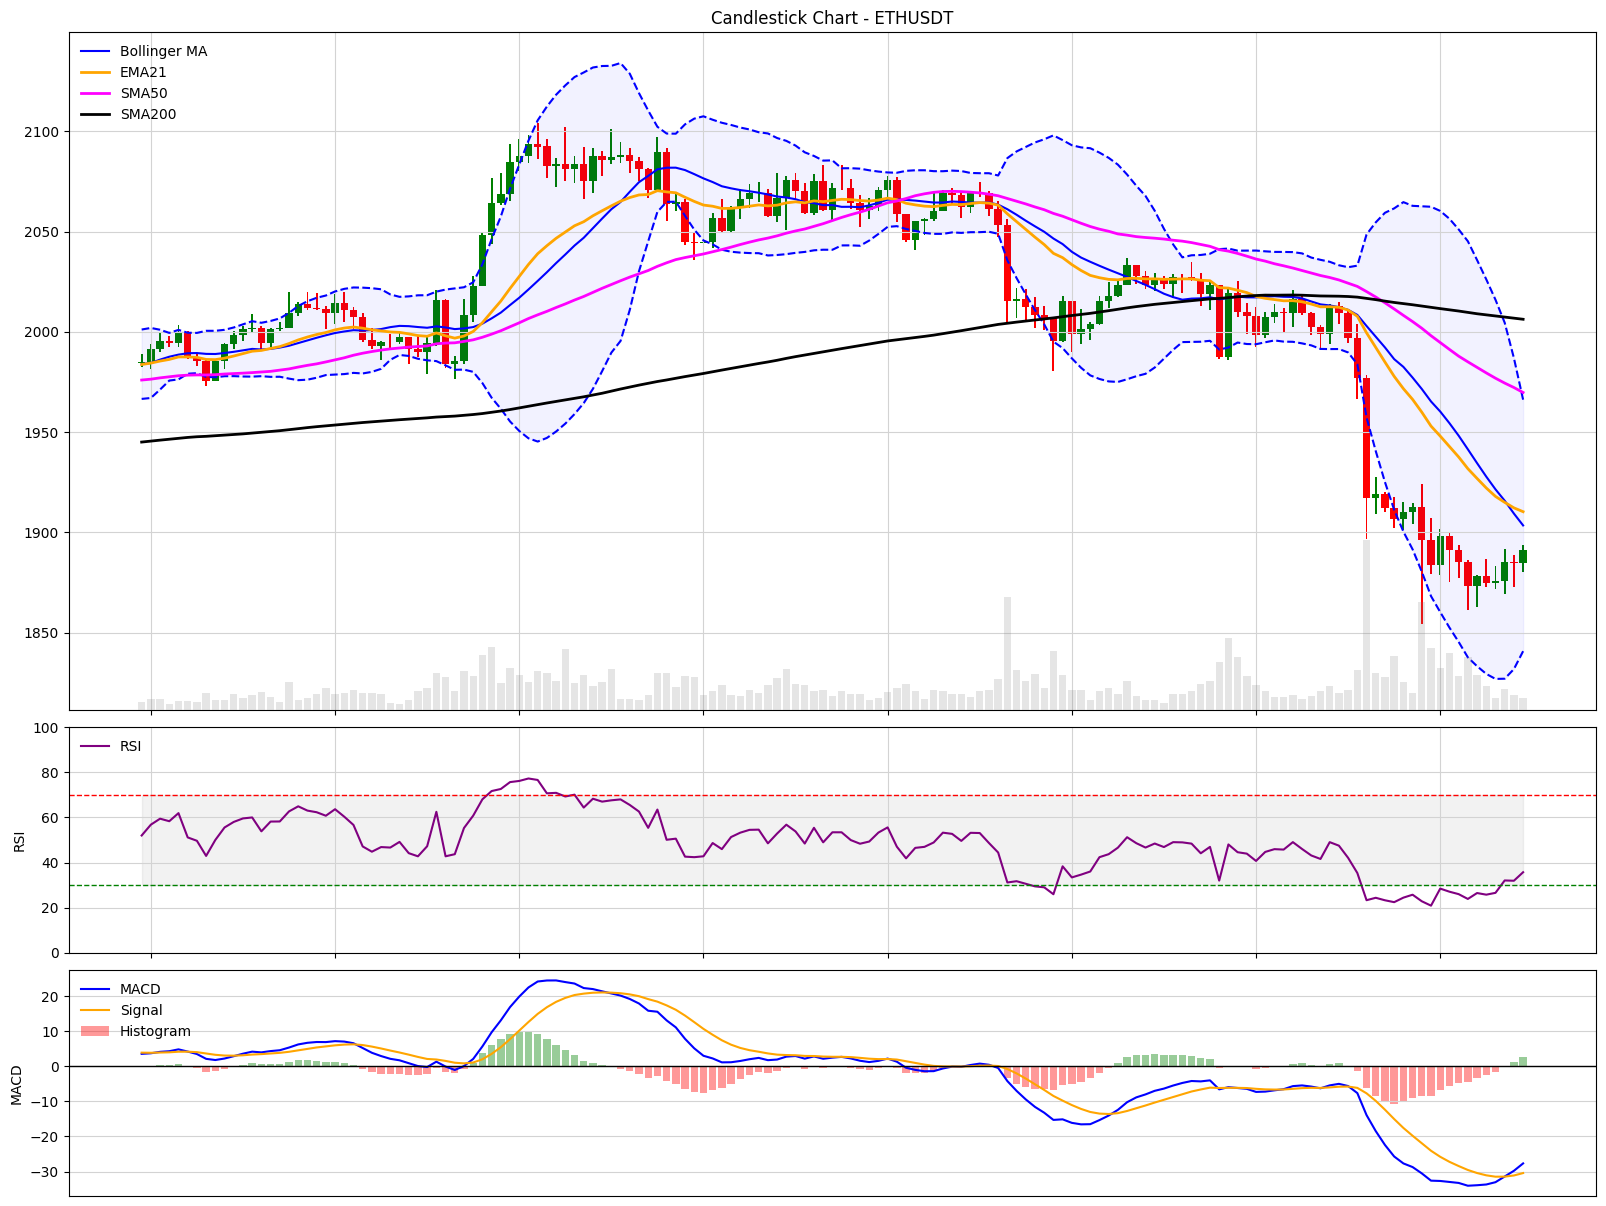 Candlestick Chart - ETHUSDT
Bollinger MA
EMA21
SMA50
SMA200
2100
2050
2000
1950
1900
1850
100
80
60
40
20
0
RSI
RSI
20
10
0
−10
−20
−30
MACD
MACD
Signal
Histogram